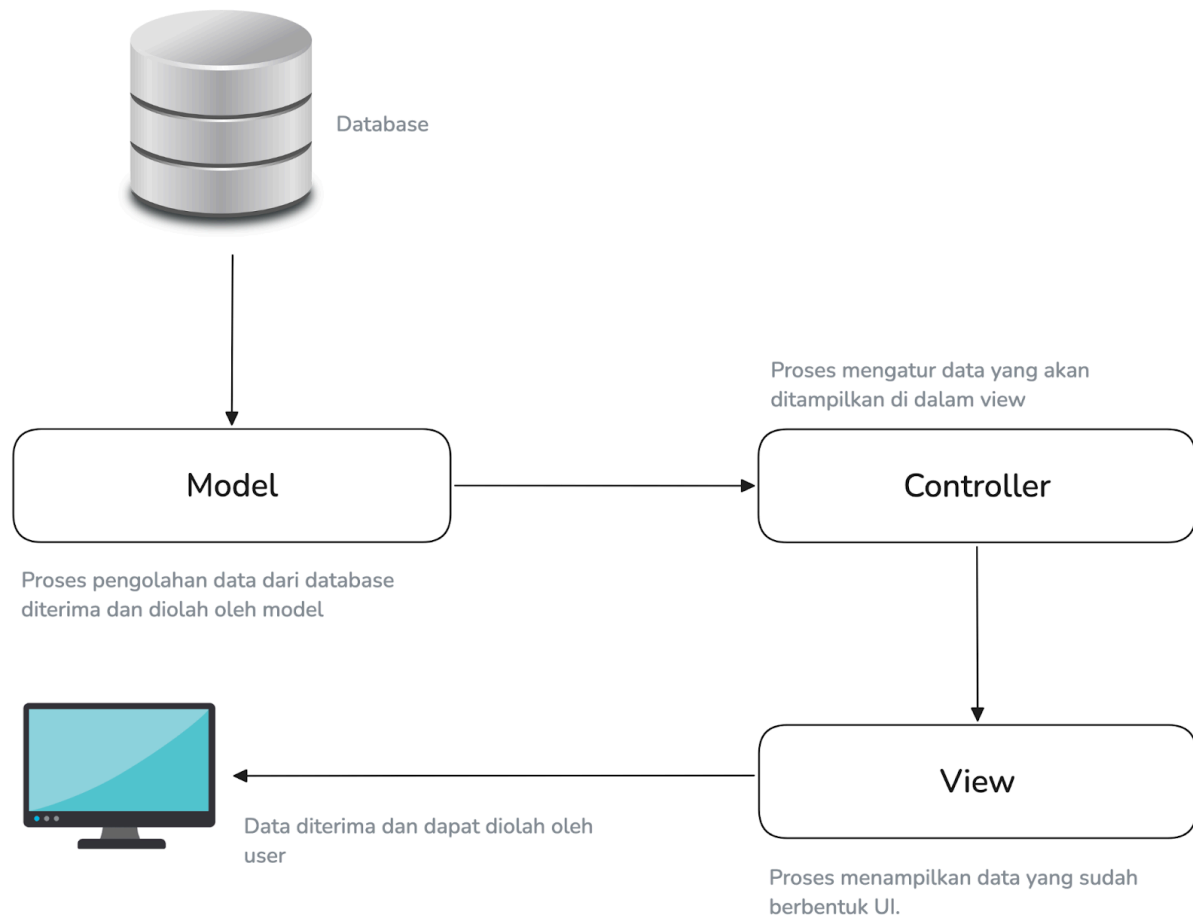 Database
Proses mengatur data yang akan
ditampilkan di dalam view
Model
Controller
Proses pengolahan data dari database
diterima dan diolah oleh model
View
Data diterima dan dapat diolah oleh
user
Proses menampilkan data yang sudah
berbentuk UI.